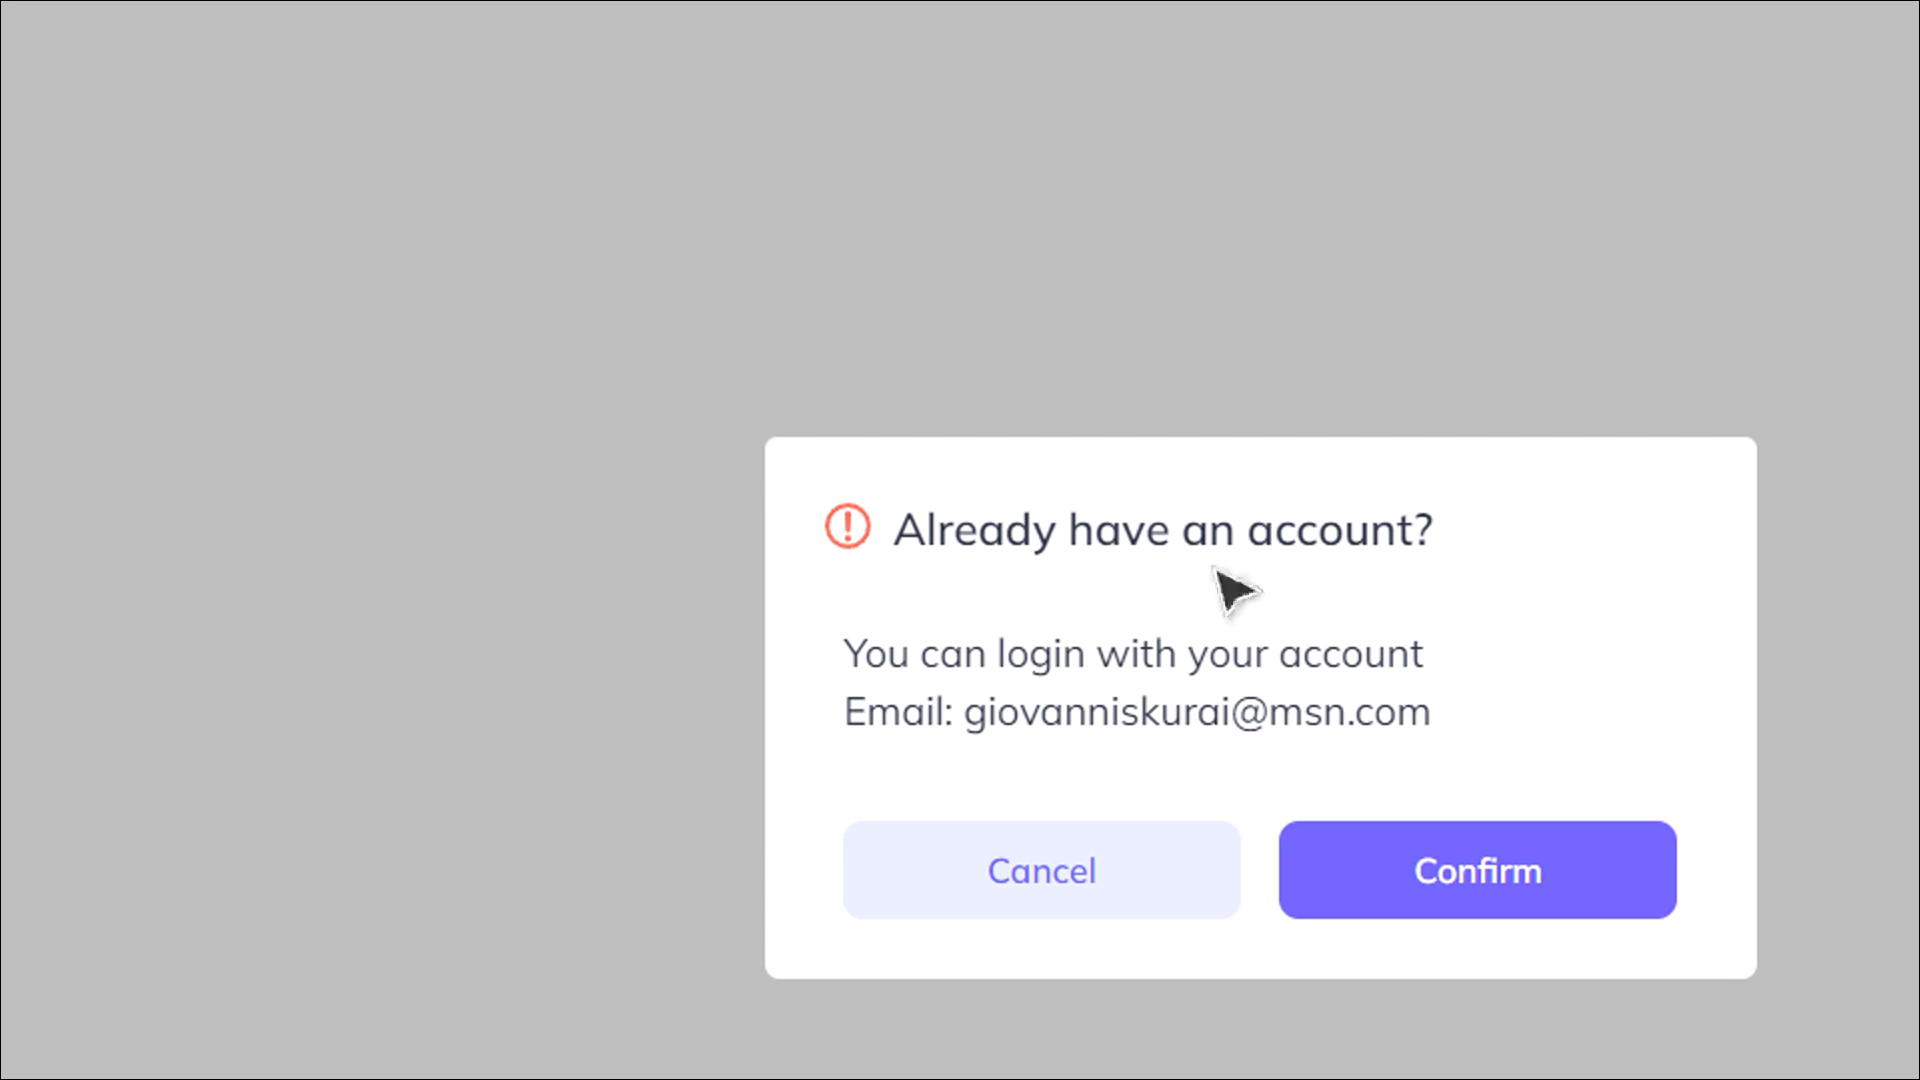 Already have an account?
You can login with your account
Email: giovanniskurai@msn.com
Cancel
Confirm